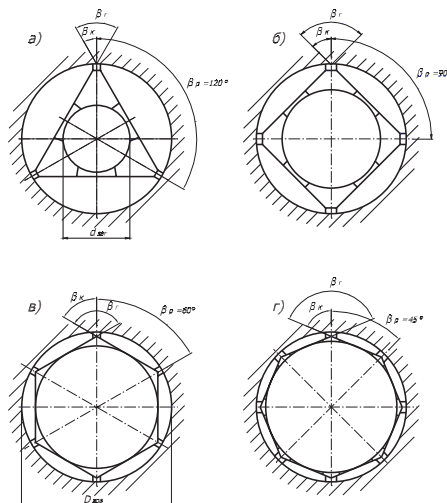 β г
β г
а)
β к
б)
β к
β р =120°
β р =90
β к
β г
в)
β г
β р =60°
г)
β к
β р =45°